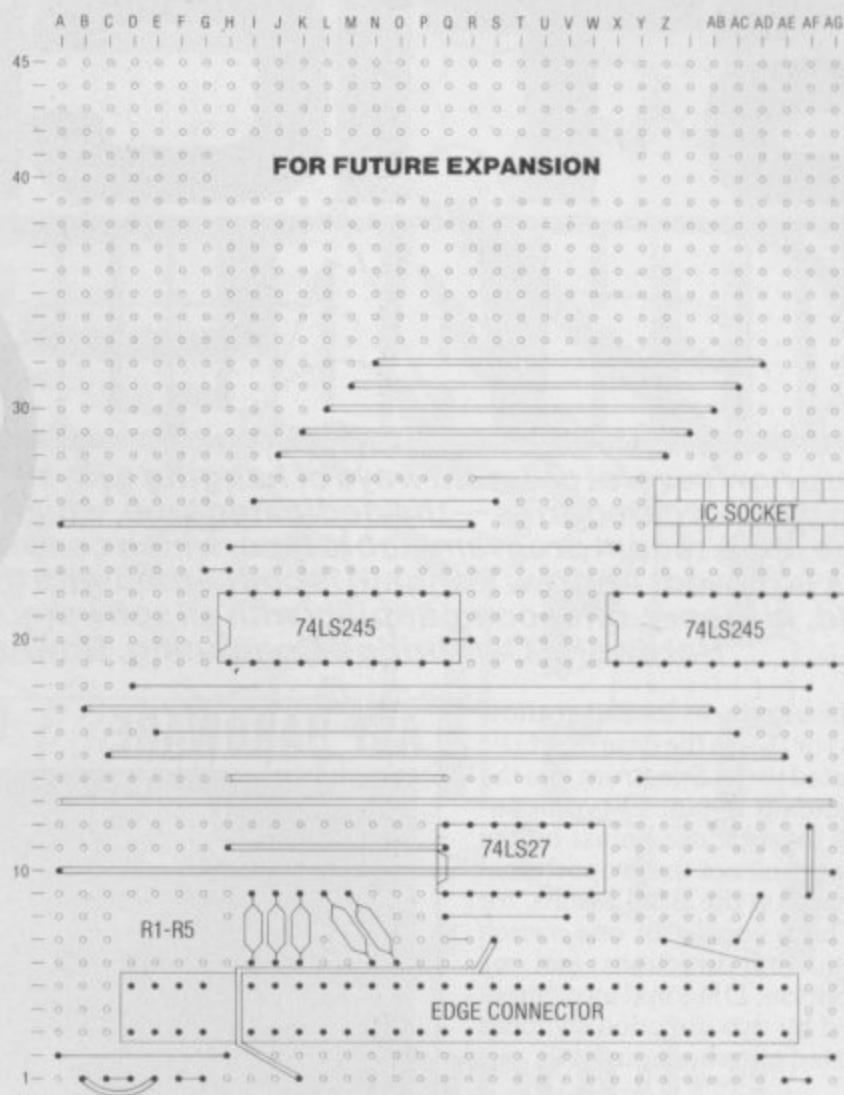 A B C D E F G H I J K L M N O P Q R S T U V W X Y Z AB AC AD AE AF AG
45
FOR FUTURE EXPANSION
40
30
IC SOCKET
20
74LS245
74LS245
10
74LS27
R1-R5
EDGE CONNECTOR
1